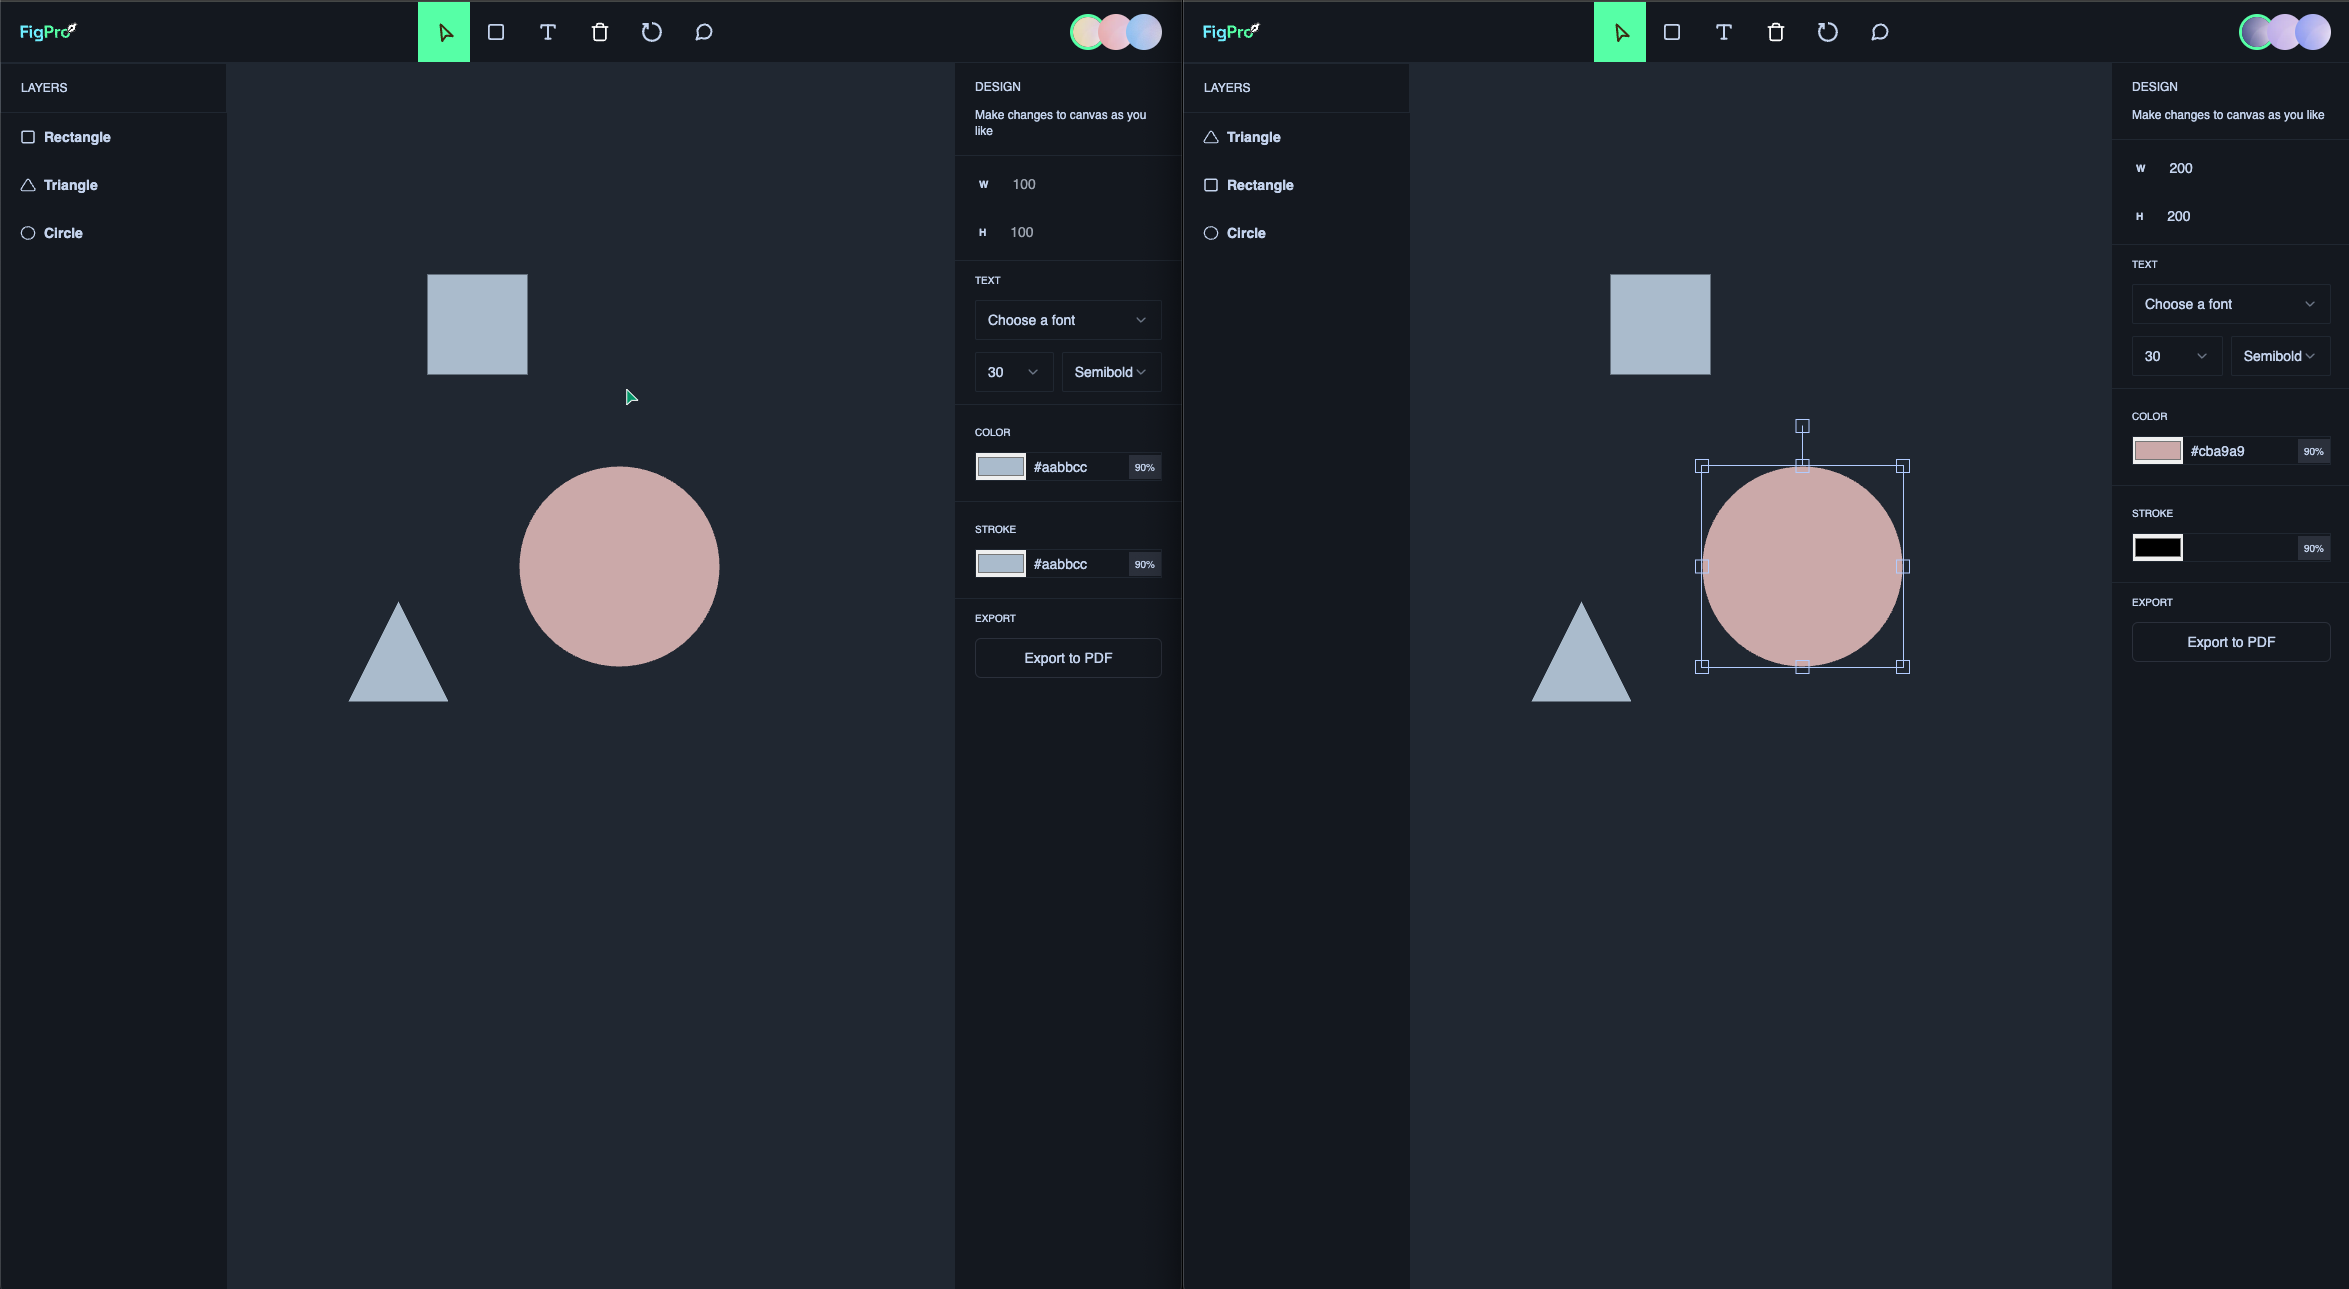 FigPro
LAYERS
Rectangle
Triangle
Circle
DESIGN
Make changes to canvas as you
like
W 100
H 100
TEXT
Choose a font
30 Semibold
COLOR
#aabbcc 90%
STROKE
#aabbcc 90%
EXPORT
Export to PDF
FigPro
LAYERS
Triangle
Rectangle
Circle
DESIGN
Make changes to canvas as you like
W 200
H 200
TEXT
Choose a font
30 Semibold
COLOR
#cba9a9 90%
STROKE
90%
EXPORT
Export to PDF